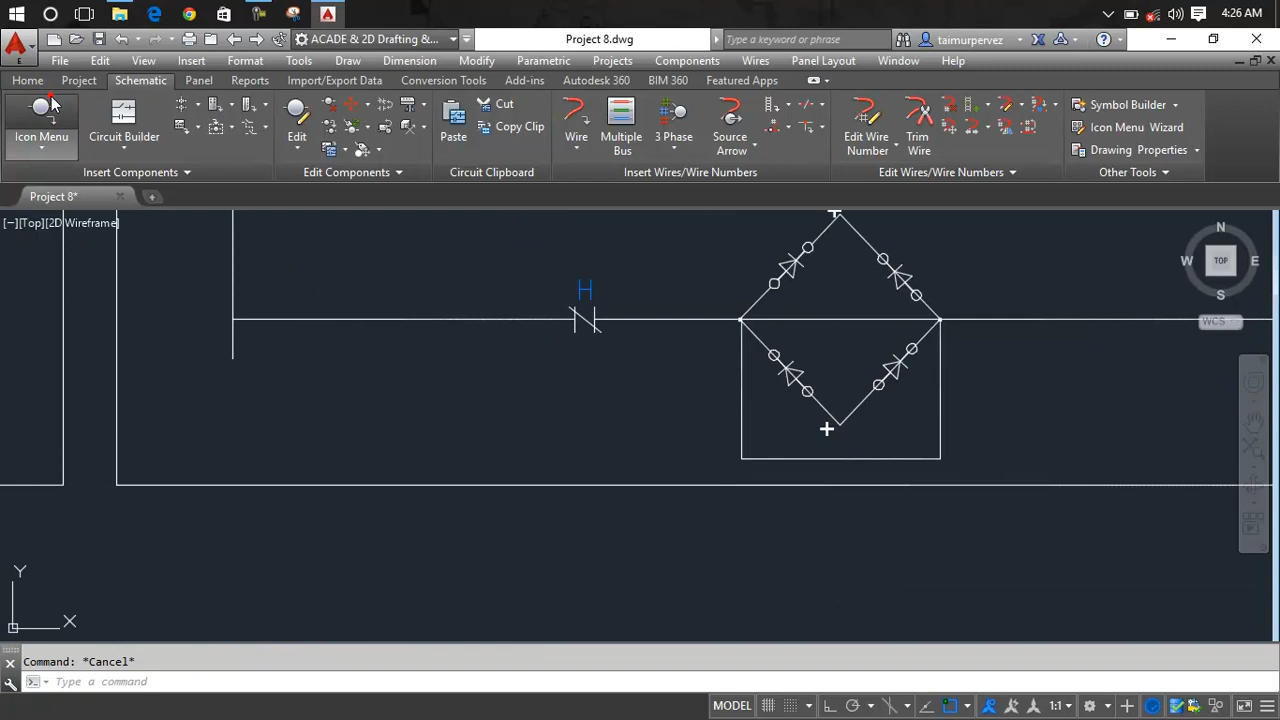 4:26 AM
E
ACADE & 2D Drafting &...
Project 8.dwg
Type a keyword or phrase
taimurpervez
File Edit View Insert Format Tools Draw Dimension Modify Parametric Projects Components Wires Panel Layout Window Help
Home Project Schematic Panel Reports Import/Export Data Conversion Tools Add-ins Autodesk 360 BIM 360 Featured Apps
Icon Menu
Circuit Builder
Edit
Paste
Cut
Copy Clip
Wire
Multiple Bus
3 Phase
Source Arrow
Edit Wire Number
Trim Wire
Symbol Builder
Icon Menu Wizard
Drawing Properties
Insert Components Edit Components Circuit Clipboard Insert Wires/Wire Numbers Edit Wires/Wire Numbers Other Tools
Project 8*
[−][Top][2D Wireframe]
N
W TOP E
S
WCS
H
+
+
Y
X
Command: *Cancel*
Type a command
MODEL
1:1